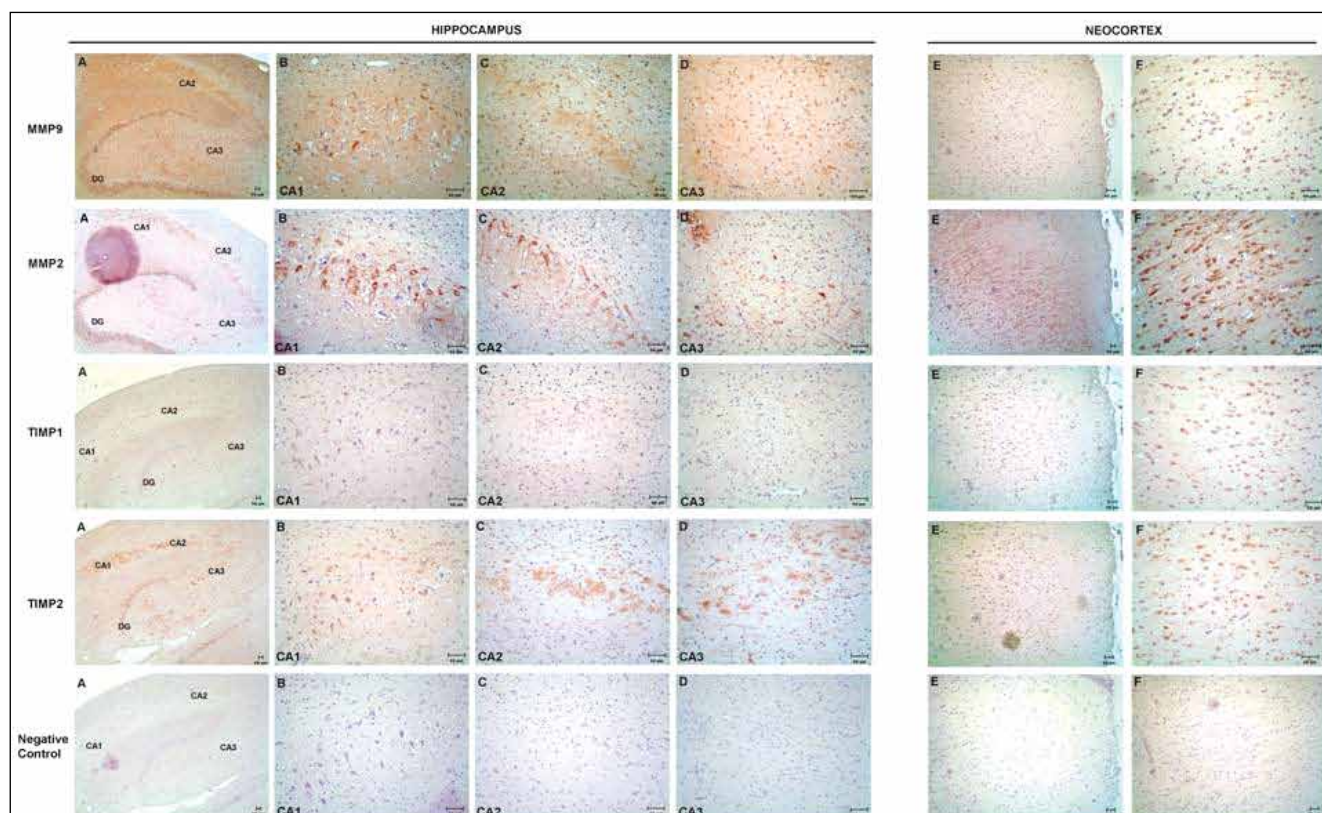 HIPPOCAMPUS
NEOCORTEX
MMP9
A
CA2
CA3
DG
B
CA1
C
CA2
D
CA3
E
F
MMP2
A
CA1
CA2
CA3
DG
B
CA1
C
CA2
D
CA3
E
F
TIMP1
A
CA2
CA1
CA3
DG
B
CA1
C
CA2
D
CA3
E
F
TIMP2
A
CA2
CA1
CA3
DG
B
CA1
C
CA2
D
CA3
E
F
Negative
Control
A
CA2
CA1
CA3
B
CA1
C
CA2
D
CA3
E
F